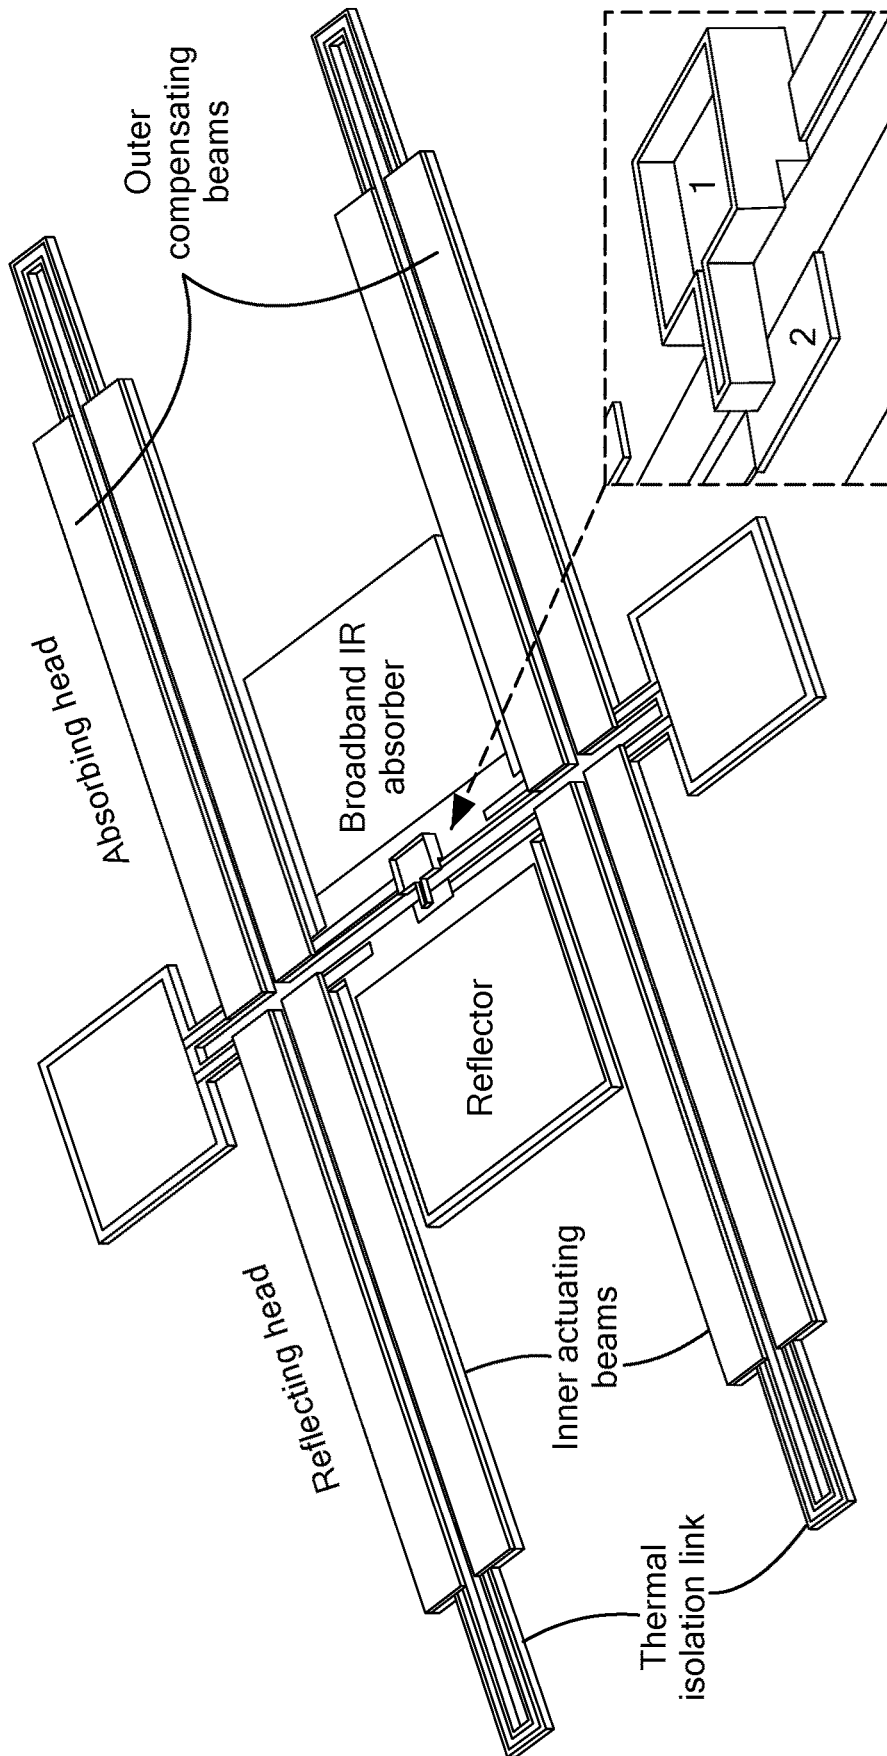 Outer
compensating
beams
Absorbing head
Broadband IR
absorber
1
2
Reflector
Reflecting head
Inner actuating
beams
Thermal
isolation link